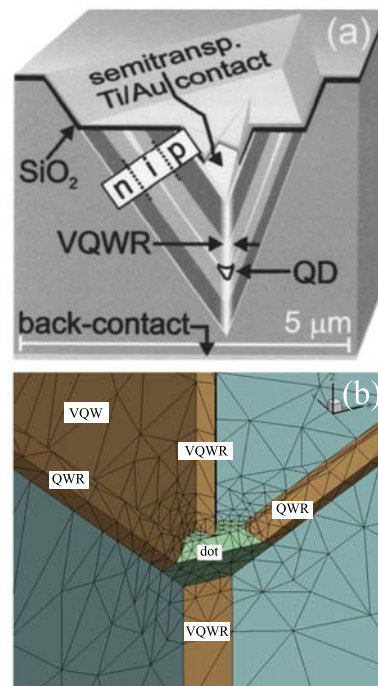 (a)
semitransp.
Ti/Au contact
n i p
SiO₂
VQWR
QD
back-contact
5 μm
(b)
VQW
VQWR
QWR
QWR
dot
VQWR